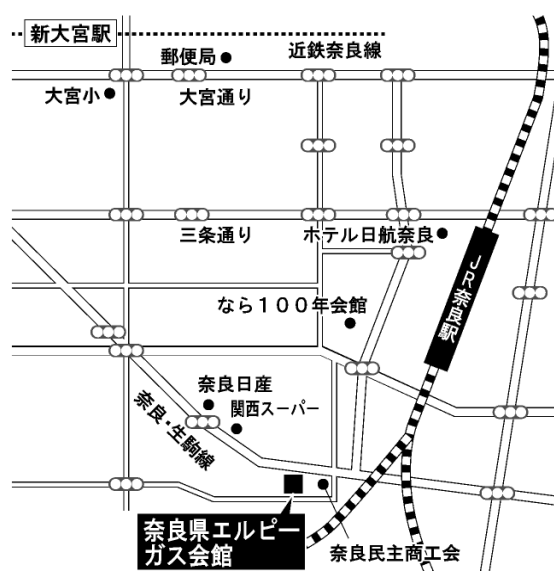 新大宮駅
郵便局
近鉄奈良線
大宮小
大宮通り
三条通り
ホテル日航奈良
JR奈良駅
なら100年会館
奈良日産
関西スーパー
奈良・生駒線
奈良県エルピー
ガス会館
奈良民主商工会